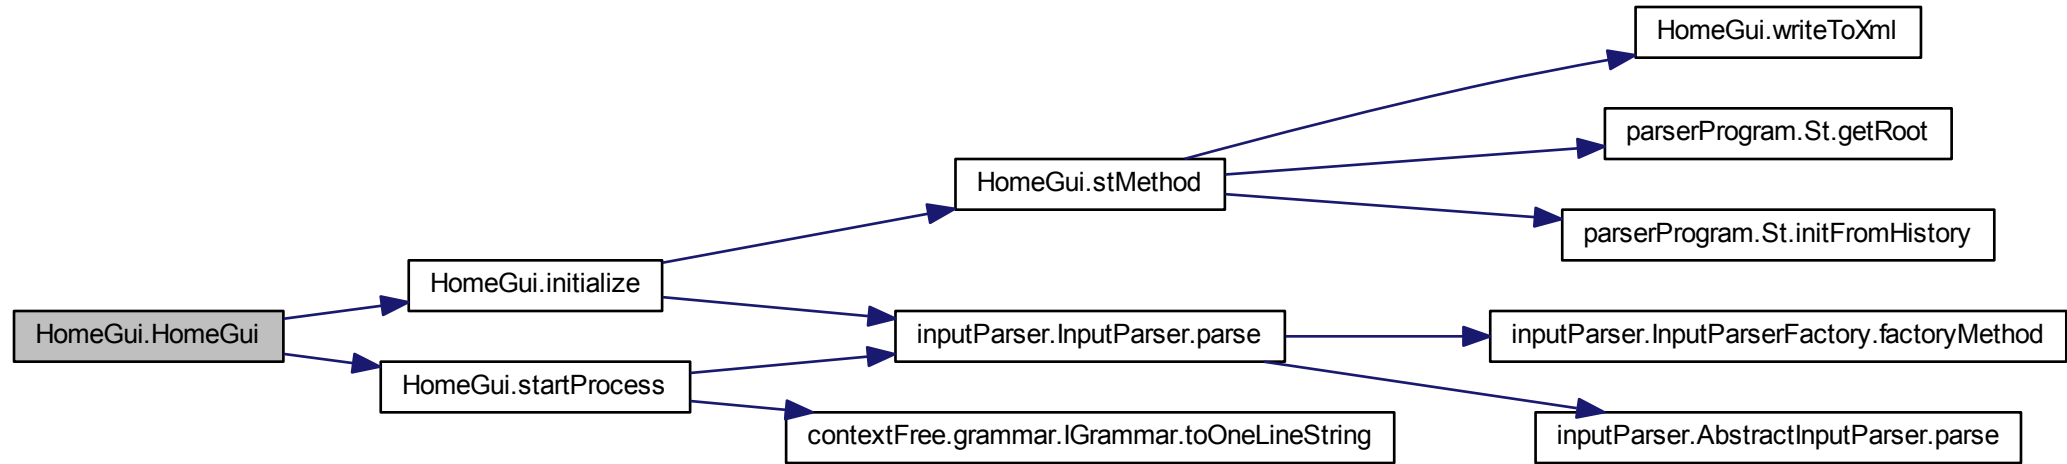 HomeGui.writeToXml
parserProgram.St.getRoot
HomeGui.stMethod
parserProgram.St.initFromHistory
HomeGui.initialize
HomeGui.HomeGui
inputParser.InputParser.parse
inputParser.InputParserFactory.factoryMethod
HomeGui.startProcess
contextFree.grammar.IGrammar.toOneLineString
inputParser.AbstractInputParser.parse